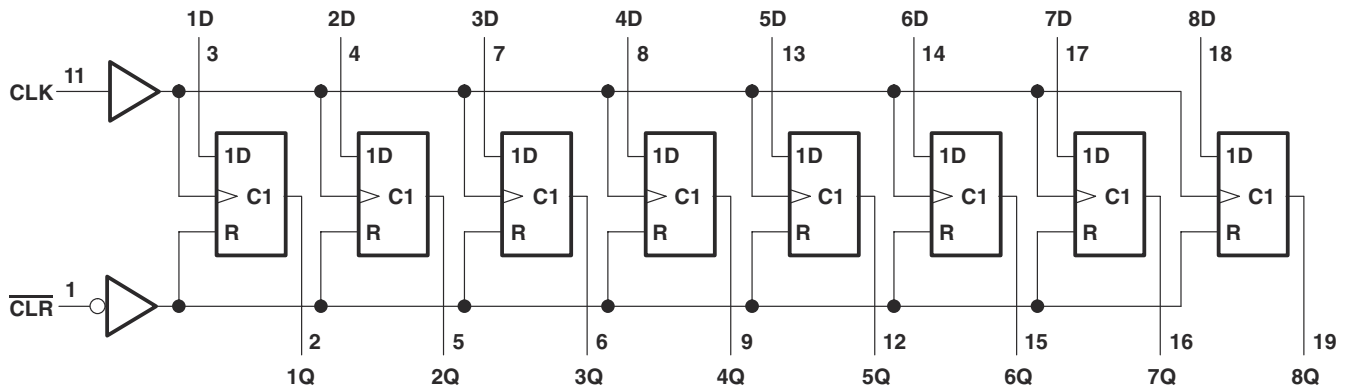 1D 2D 3D 4D 5D 6D 7D 8D
3 4 7 8 13 14 17 18
CLK 11
1D 1D 1D 1D 1D 1D 1D 1D
C1 C1 C1 C1 C1 C1 C1 C1
R R R R R R R R
CLR 1
2 5 6 9 12 15 16 19
1Q 2Q 3Q 4Q 5Q 6Q 7Q 8Q